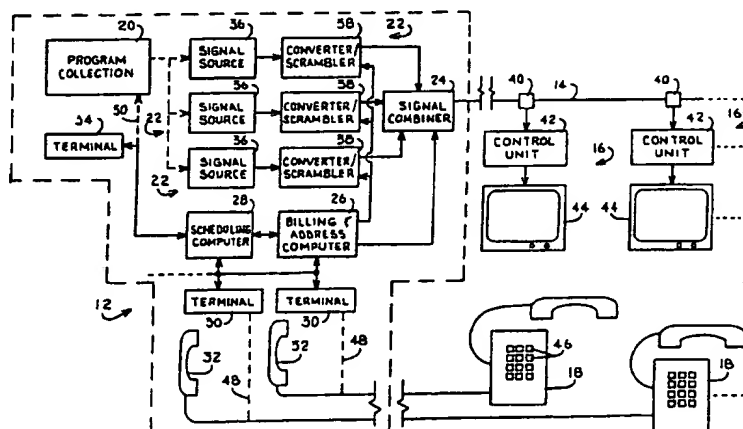 20
36
58
22
PROGRAM COLLECTION
SIGNAL SOURCE
CONVERTER/ SCRAMBLER
24
40
14
40
50
22
56
58
54
SIGNAL SOURCE
CONVERTER/ SCRAMBLER
SIGNAL COMBINER
42
16
42
16
TERMINAL
36
58
CONTROL UNIT
CONTROL UNIT
SIGNAL SOURCE
CONVERTER/ SCRAMBLER
22
28
26
44
44
SCHEDULING COMPUTER
BILLING & ADDRESS COMPUTER
12
TERMINAL
TERMINAL
30
30
32
48
32
48
46
18
18